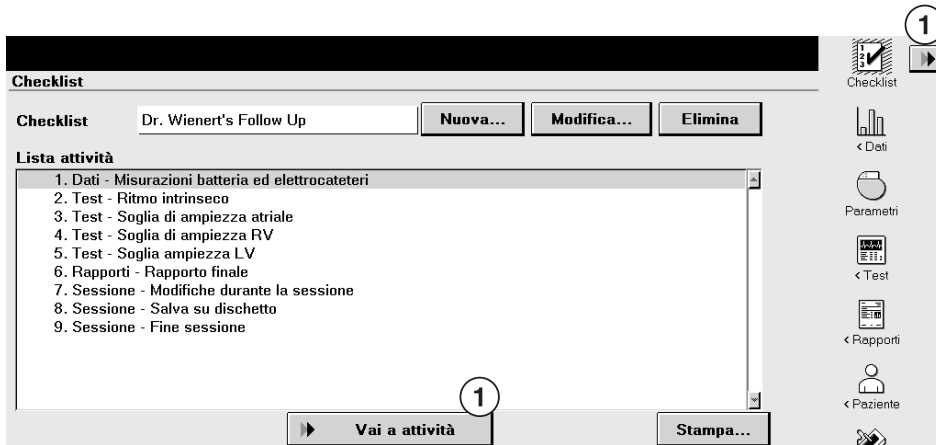 1
Checklist
Checklist
Checklist Dr. Wienert's Follow Up Nuova... Modifica... Elimina
Lista attività
1. Dati - Misurazioni batteria ed elettrocateteri
2. Test - Ritmo intrinseco
3. Test - Soglia di ampiezza atriale
4. Test - Soglia di ampiezza RV
5. Test - Soglia ampiezza LV
6. Rapporti - Rapporto finale
7. Sessione - Modifiche durante la sessione
8. Sessione - Salva su dischetto
9. Sessione - Fine sessione
1
Vai a attività Stampa...
< Dati
Parametri
< Test
< Rapporti
< Paziente